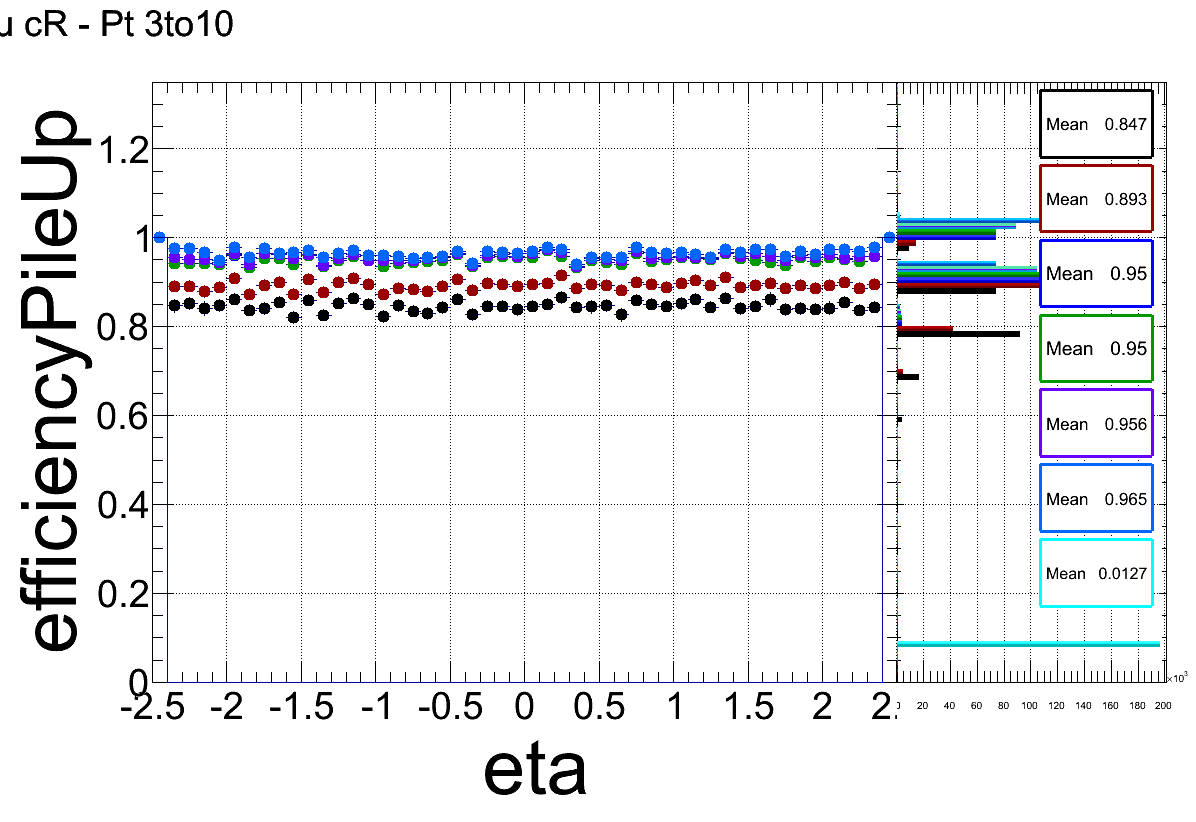 u cR - Pt 3to10
efficiencyPileUp
1.2
1
0.8
0.6
0.4
0.2
0
-2.5 -2 -1.5 -1 -0.5 0 0.5 1 1.5 2 2.
eta
Mean 0.847
Mean 0.893
Mean 0.95
Mean 0.95
Mean 0.956
Mean 0.965
Mean 0.0127
×10³
20 40 60 80 100 120 140 160 180 200